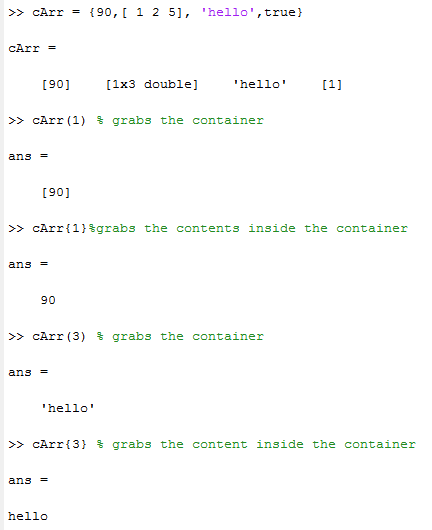 >> cArr = {90,[ 1 2 5], 'hello',true}
cArr =
[90] [1x3 double] 'hello' [1]
>> cArr(1) % grabs the container
ans =
[90]
>> cArr{1}%grabs the contents inside the container
ans =
90
>> cArr(3) % grabs the container
ans =
'hello'
>> cArr{3} % grabs the content inside the container
ans =
hello